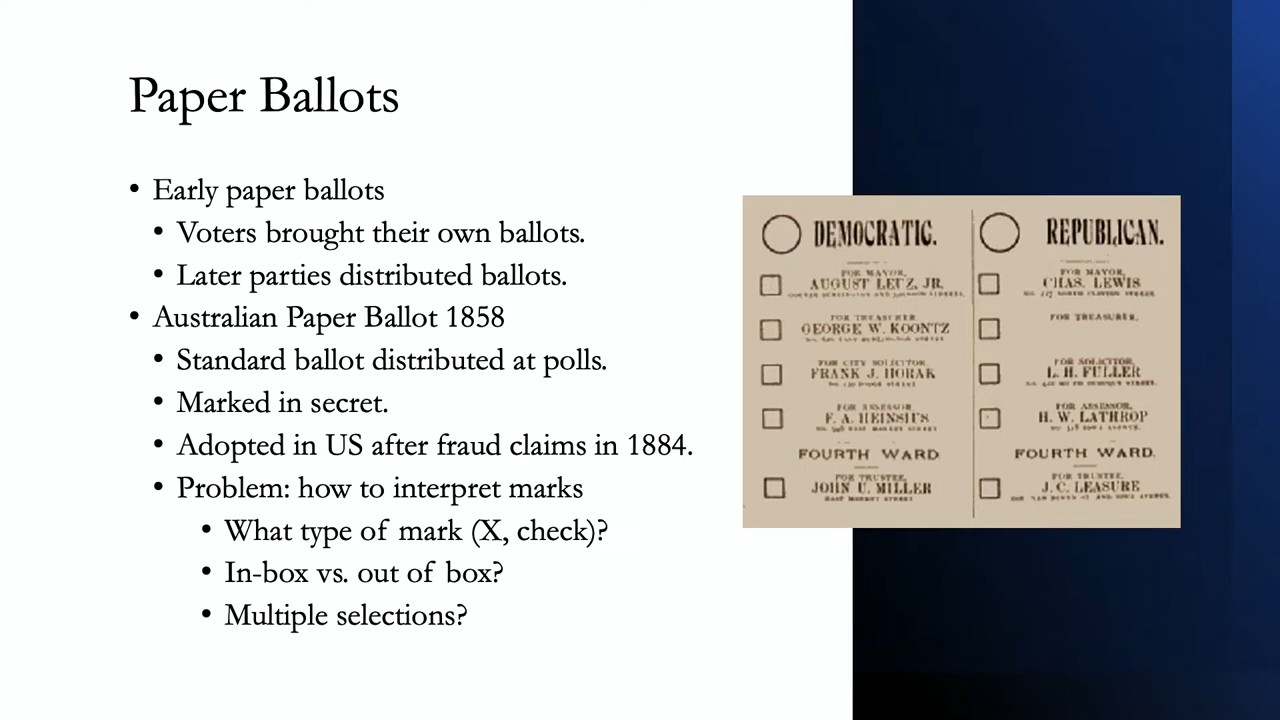 Paper Ballots
• Early paper ballots
• Voters brought their own ballots.
• Later parties distributed ballots.
• Australian Paper Ballot 1858
• Standard ballot distributed at polls.
• Marked in secret.
• Adopted in US after fraud claims in 1884.
• Problem: how to interpret marks
• What type of mark (X, check)?
• In-box vs. out of box?
• Multiple selections?
DEMOCRATIC.
FOR MAYOR,
AUGUST LEUZ, JR.
FOR TREASURER
GEORGE W. KOONTZ
FOR CITY SOLICITOR
FRANK J. HORAK
FOR ASSESSOR
F. A. HEINSIUS
FOURTH WARD
FOR TRUSTEE,
JOHN U. MILLER
EAST MARKET STREET
REPUBLICAN.
FOR MAYOR,
CHAS. LEWIS
FOR TREASURER,
FOR SOLICITOR
L. H. FULLER
FOR ASSESSOR,
H. W. LATHROP
FOURTH WARD.
FOR TRUSTEE,
J. C. LEASURE